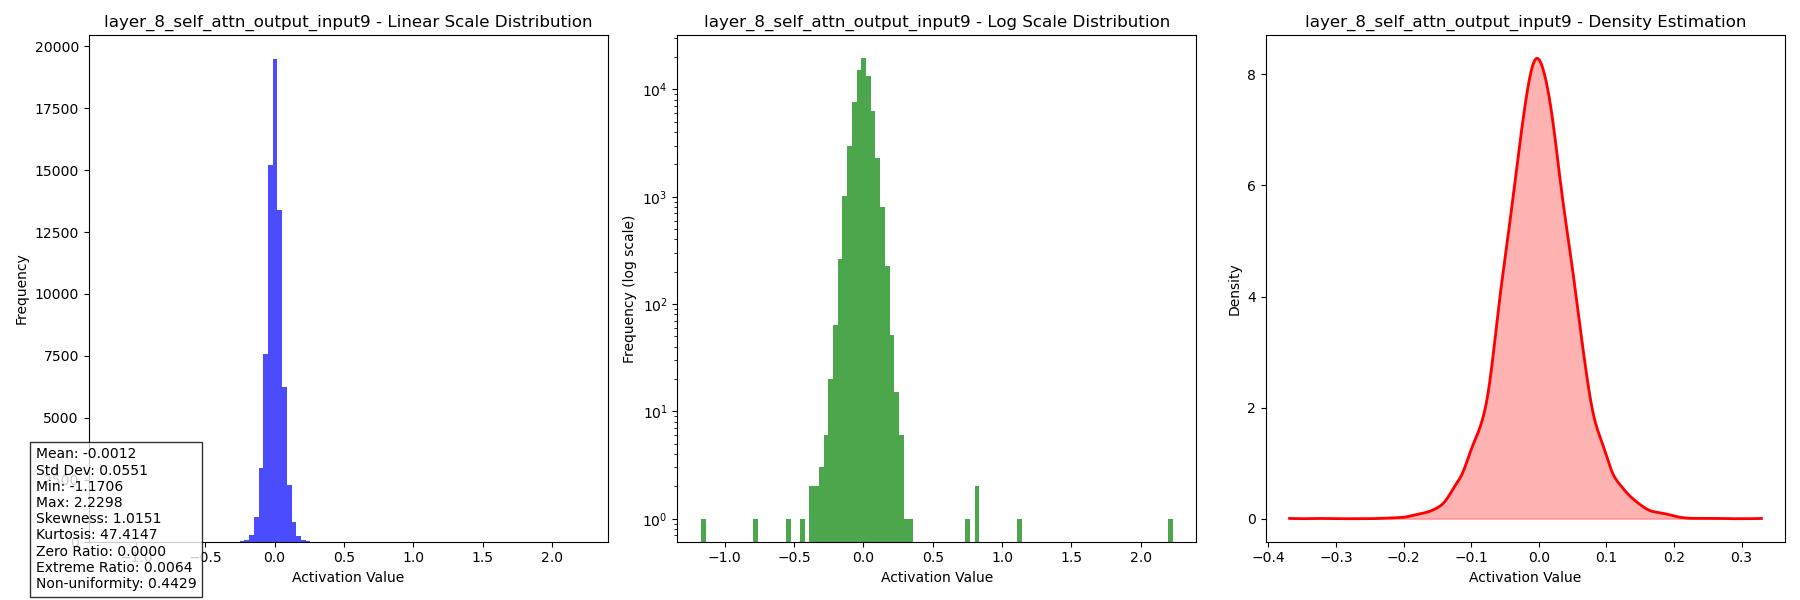 layer_8_self_attn_output_input9 - Linear Scale Distribution
20000
17500
15000
12500
10000
7500
5000
Frequency
−0.5
0.0
0.5
1.0
1.5
2.0
Activation Value
Mean: -0.0012
Std Dev: 0.0551
Min: -1.1706
Max: 2.2298
Skewness: 1.0151
Kurtosis: 47.4147
Zero Ratio: 0.0000
Extreme Ratio: 0.0064
Non-uniformity: 0.4429
layer_8_self_attn_output_input9 - Log Scale Distribution
10⁴
10³
10²
10¹
10⁰
Frequency (log scale)
−1.0
−0.5
0.0
0.5
1.0
1.5
2.0
Activation Value
layer_8_self_attn_output_input9 - Density Estimation
8
6
4
2
0
Density
−0.4
−0.3
−0.2
−0.1
0.0
0.1
0.2
0.3
Activation Value